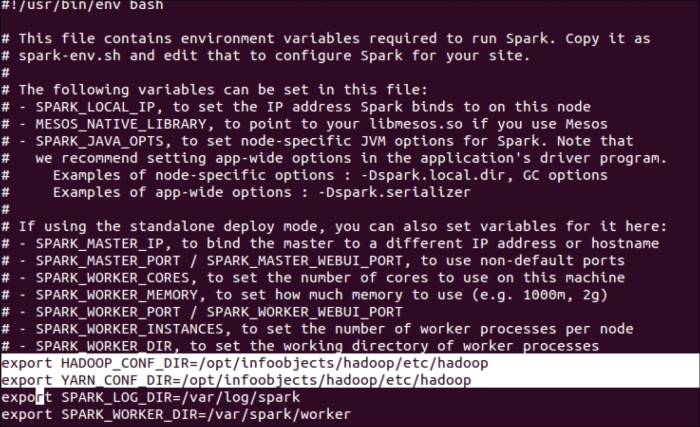 #!/usr/bin/env bash
# This file contains environment variables required to run Spark. Copy it as
# spark-env.sh and edit that to configure Spark for your site.
#
# The following variables can be set in this file:
# - SPARK_LOCAL_IP, to set the IP address Spark binds to on this node
# - MESOS_NATIVE_LIBRARY, to point to your libmesos.so if you use Mesos
# - SPARK_JAVA_OPTS, to set node-specific JVM options for Spark. Note that
#   we recommend setting app-wide options in the application's driver program.
#     Examples of node-specific options : -Dspark.local.dir, GC options
#     Examples of app-wide options : -Dspark.serializer
#
# If using the standalone deploy mode, you can also set variables for it here:
# - SPARK_MASTER_IP, to bind the master to a different IP address or hostname
# - SPARK_MASTER_PORT / SPARK_MASTER_WEBUI_PORT, to use non-default ports
# - SPARK_WORKER_CORES, to set the number of cores to use on this machine
# - SPARK_WORKER_MEMORY, to set how much memory to use (e.g. 1000m, 2g)
# - SPARK_WORKER_PORT / SPARK_WORKER_WEBUI_PORT
# - SPARK_WORKER_INSTANCES, to set the number of worker processes per node
# - SPARK_WORKER_DIR, to set the working directory of worker processes
export HADOOP_CONF_DIR=/opt/infoobjects/hadoop/etc/hadoop
export YARN_CONF_DIR=/opt/infoobjects/hadoop/etc/hadoop
export SPARK_LOG_DIR=/var/log/spark
export SPARK_WORKER_DIR=/var/spark/worker